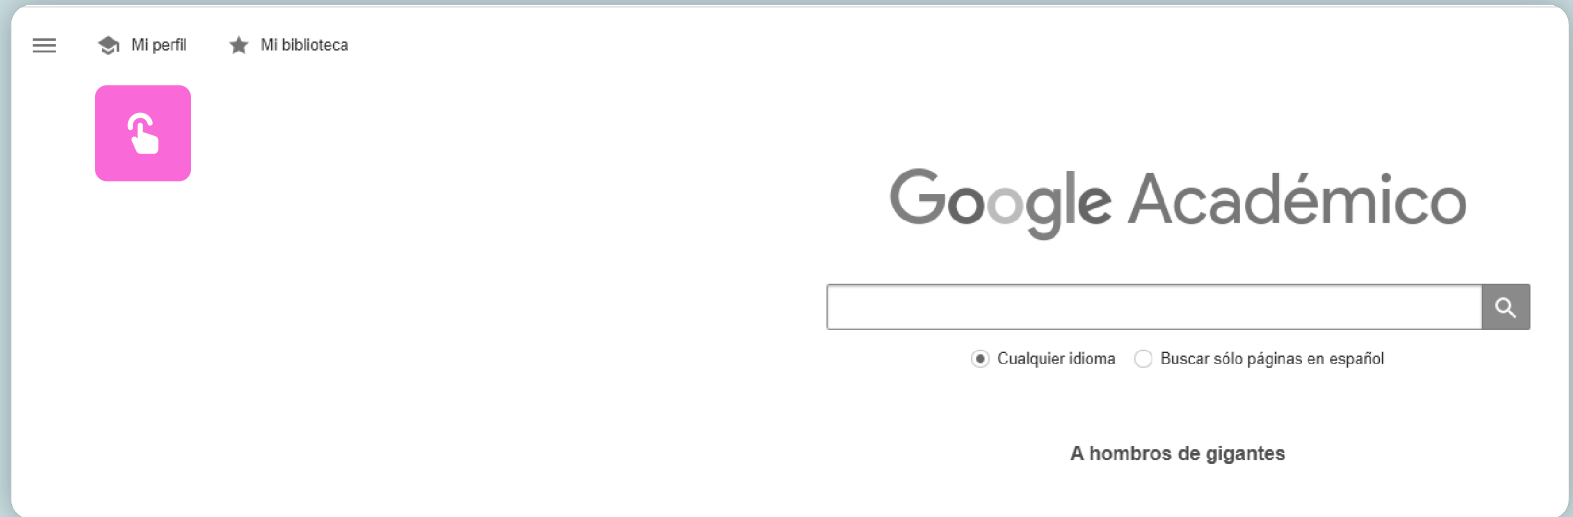 Mi perfil
Mi biblioteca
Google Académico
Cualquier idioma
Buscar sólo páginas en español
A hombros de gigantes